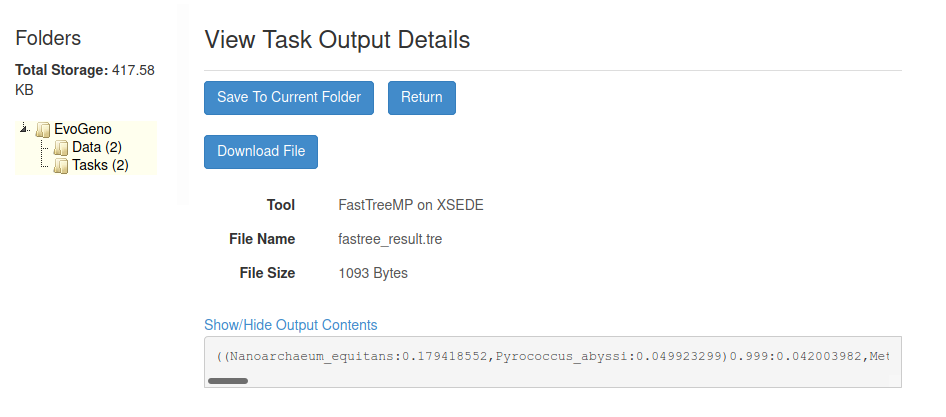 Folders
Total Storage: 417.58
KB
EvoGeno
Data (2)
Tasks (2)
View Task Output Details
Save To Current Folder
Return
Download File
Tool FastTreeMP on XSEDE
File Name fastree_result.tre
File Size 1093 Bytes
Show/Hide Output Contents
((Nanoarchaeum_equitans:0.179418552,Pyrococcus_abyssi:0.049923299)0.999:0.042003982,Met